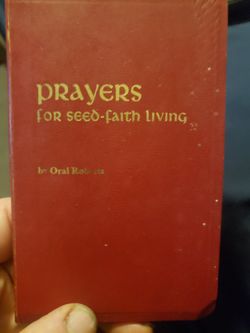 PRAYERS
FOR SEED-FAITH LIVING
by Oral Roberts